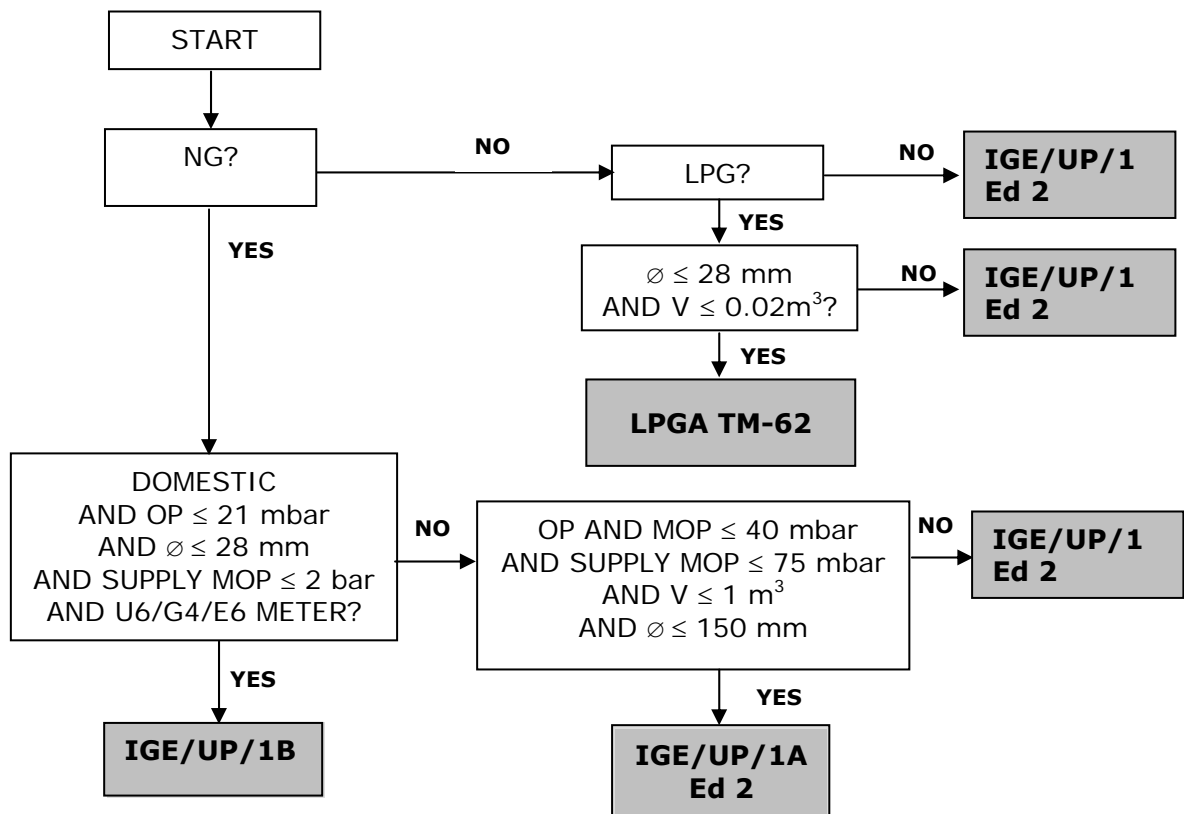 START
NG?
NO
LPG?
NO
IGE/UP/1
Ed 2
YES
YES
∅ ≤ 28 mm
AND V ≤ 0.02m³?
NO
IGE/UP/1
Ed 2
YES
LPGA TM-62
DOMESTIC
AND OP ≤ 21 mbar
AND ∅ ≤ 28 mm
AND SUPPLY MOP ≤ 2 bar
AND U6/G4/E6 METER?
NO
OP AND MOP ≤ 40 mbar
AND SUPPLY MOP ≤ 75 mbar
AND V ≤ 1 m³
AND ∅ ≤ 150 mm
NO
IGE/UP/1
Ed 2
YES
IGE/UP/1B
YES
IGE/UP/1A
Ed 2